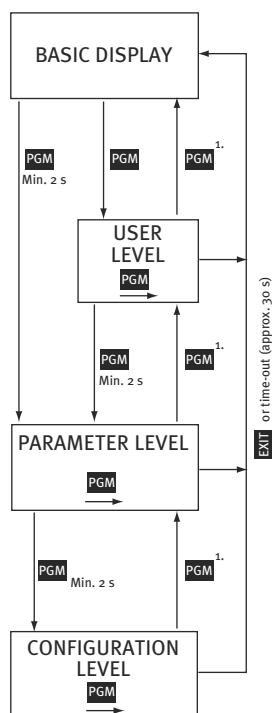 BASIC DISPLAY
PGM
Min. 2 s
PGM
PGM 1.
USER
LEVEL
PGM
PGM
Min. 2 s
PGM 1.
EXIT or time-out (approx. 30 s)
PARAMETER LEVEL
PGM
PGM
Min. 2 s
PGM 1.
CONFIGURATION
LEVEL
PGM